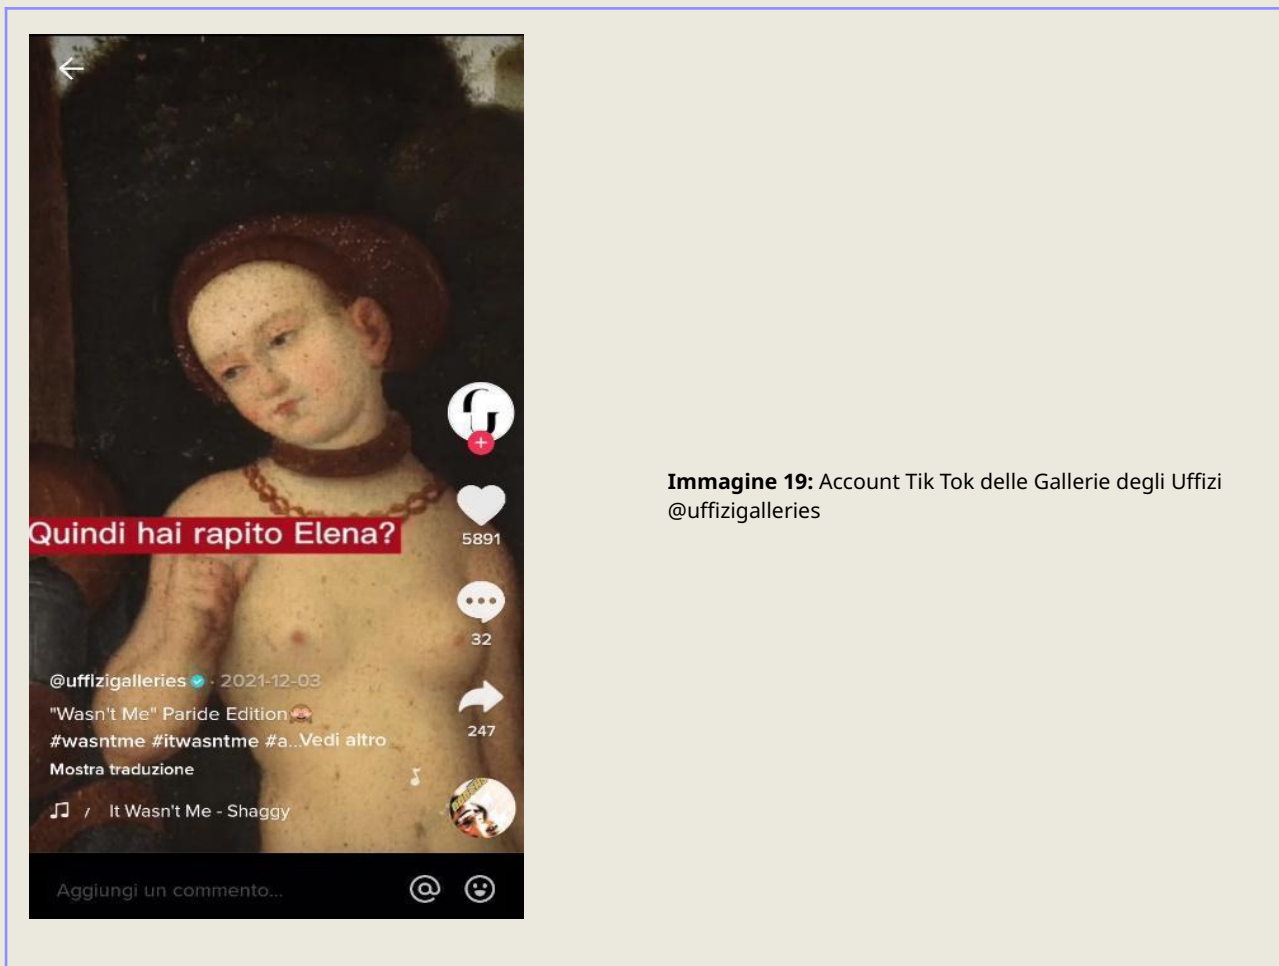 Quindi hai rapito Elena?
5891
32
247
@uffizigalleries · 2021-12-03
"Wasn't Me" Paride Edition🙈
#wasntme #itwasntme #a...Vedi altro
Mostra traduzione
It Wasn't Me - Shaggy
Aggiungi un commento...
Immagine 19: Account Tik Tok delle Gallerie degli Uffizi
@uffizigalleries